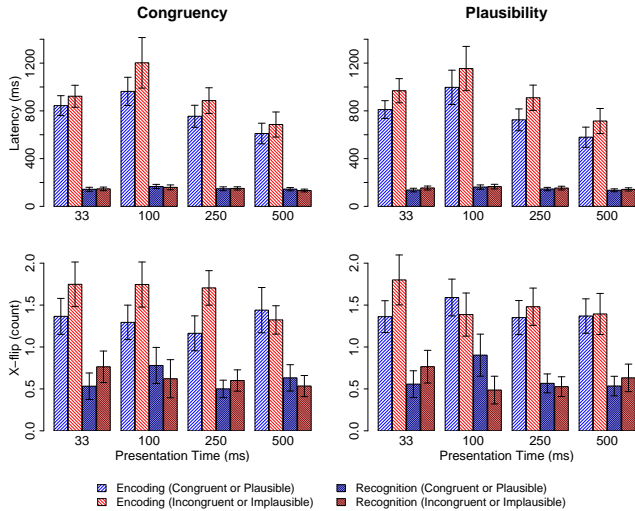 Congruency Plausibility
Latency (ms)
0 400 800 1200
0 400 800 1200
33 100 250 500
33 100 250 500
X−flip (count)
0.0 0.5 1.0 1.5 2.0
0.0 0.5 1.0 1.5 2.0
33 100 250 500
33 100 250 500
Presentation Time (ms) Presentation Time (ms)
Encoding (Congruent or Plausible) Recognition (Congruent or Plausible)
Encoding (Incongruent or Implausible) Recognition (Incongruent or Implausible)